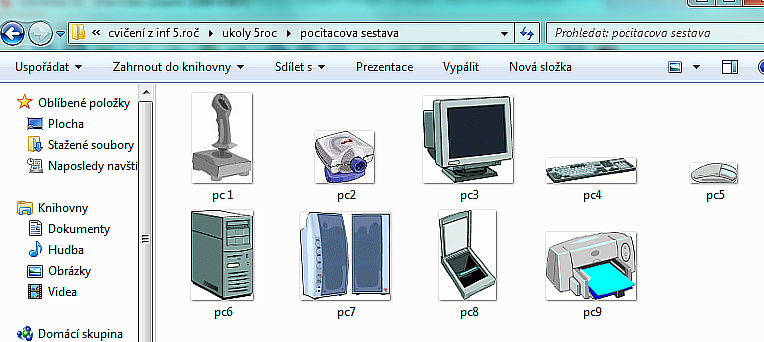 « cvičení z inf 5.roč ▸ ukoly 5roc ▸ pocitacova sestava
Prohledat: pocitacova sestava
Uspořádat Zahrnout do knihovny Sdílet s Prezentace Vypálit Nová složka
Oblíbené položky
Plocha
Stažené soubory
Naposledy navšti
Knihovny
Dokumenty
Hudba
Obrázky
Videa
Domácí skupina
pc 1 pc2 pc3 pc4 pc5
pc6 pc7 pc8 pc9